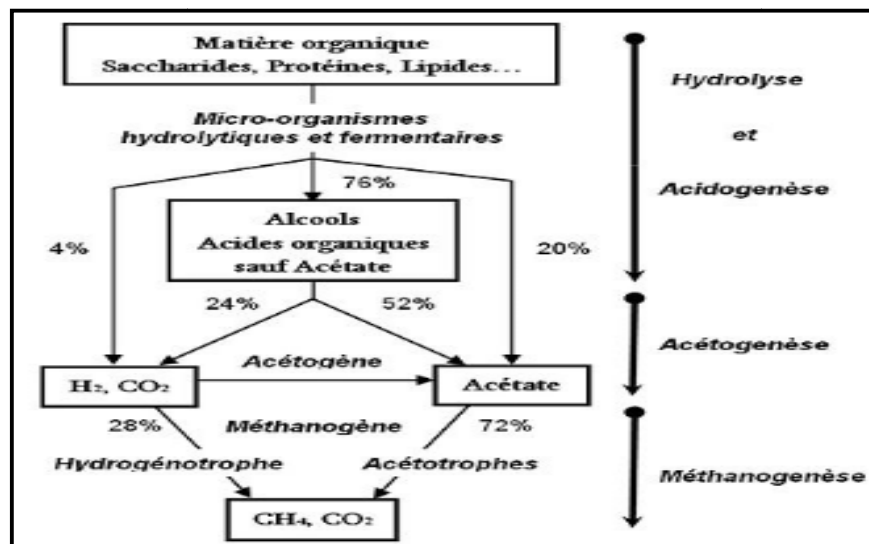 Matière organique
Saccharides, Protéines, Lipides…
Hydrolyse
et
Acidogenèse
Micro-organismes
hydrolytiques et fermentaires
76%
Alcools
Acides organiques
sauf Acétate
4%
20%
24%
52%
Acétogène
Acétogenèse
H₂, CO₂
Acétate
28%
Méthanogène
72%
Hydrogénotrophe
Acétotrophes
Méthanogenèse
CH₄, CO₂